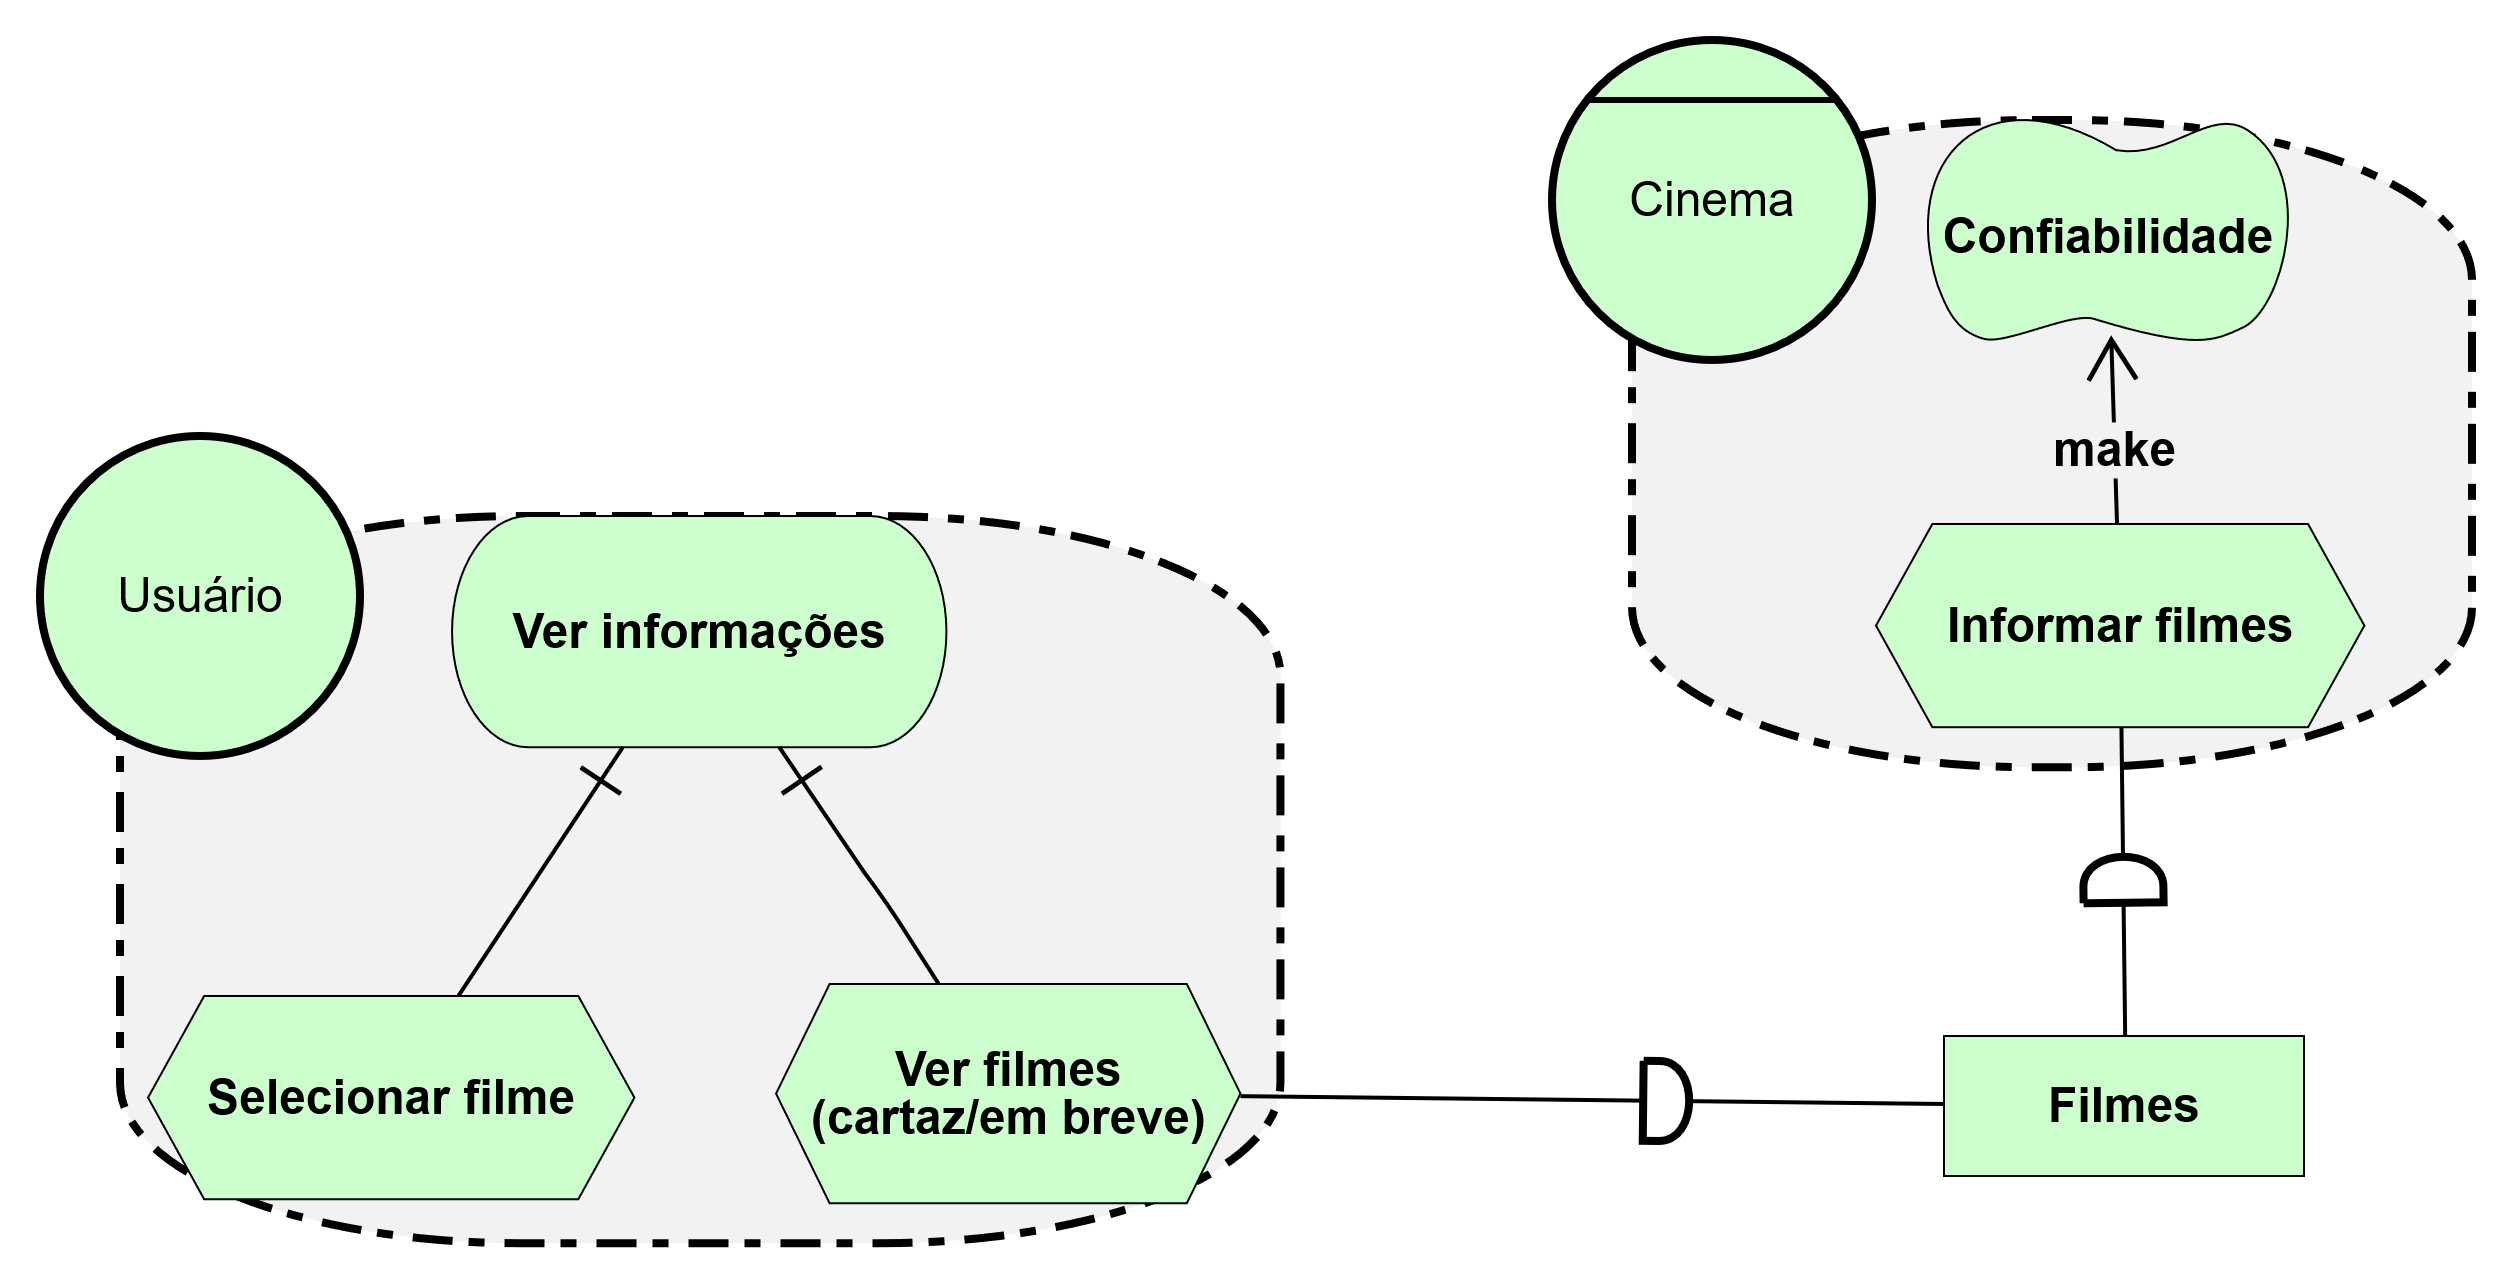 Cinema
Confiabilidade
make
Usuário
Ver informações
Informar filmes
Selecionar filme
Ver filmes
(cartaz/em breve)
Filmes